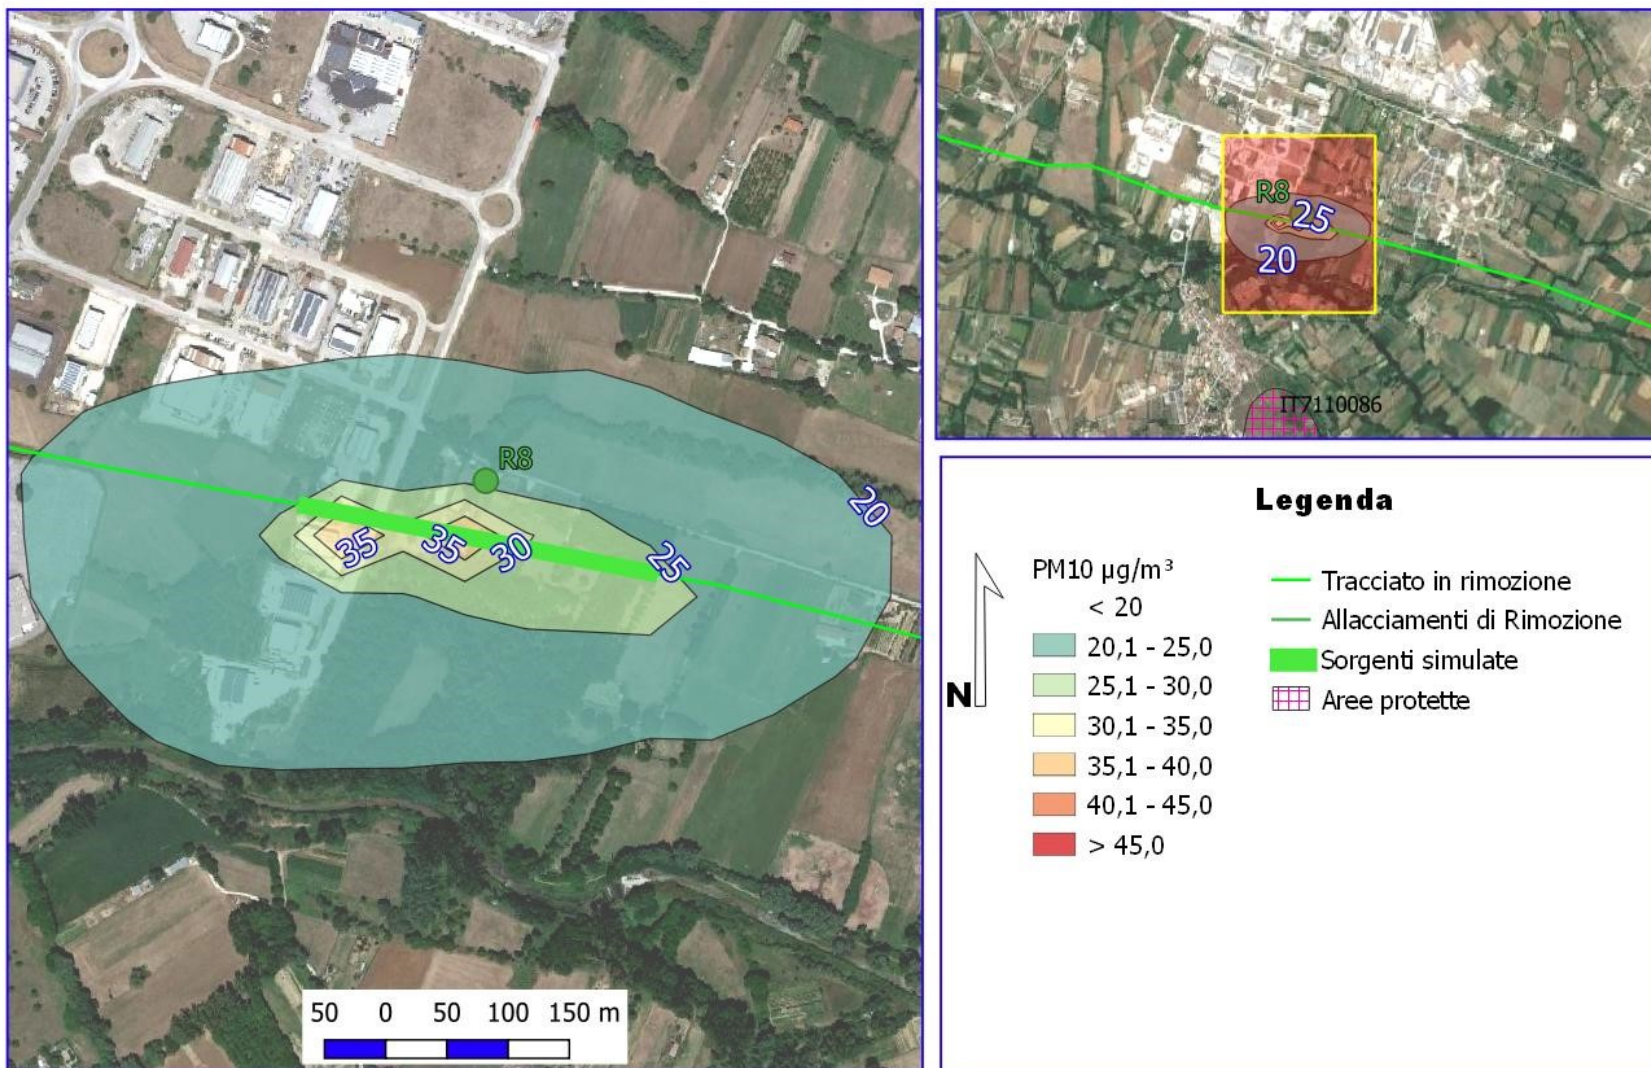 R8
20
35
35
30
25
50 0 50 100 150 m
R8
25
20
IT7110086
Legenda
N
PM10 µg/m³
< 20
20,1 - 25,0
25,1 - 30,0
30,1 - 35,0
35,1 - 40,0
40,1 - 45,0
> 45,0
Tracciato in rimozione
Allacciamenti di Rimozione
Sorgenti simulate
Aree protette